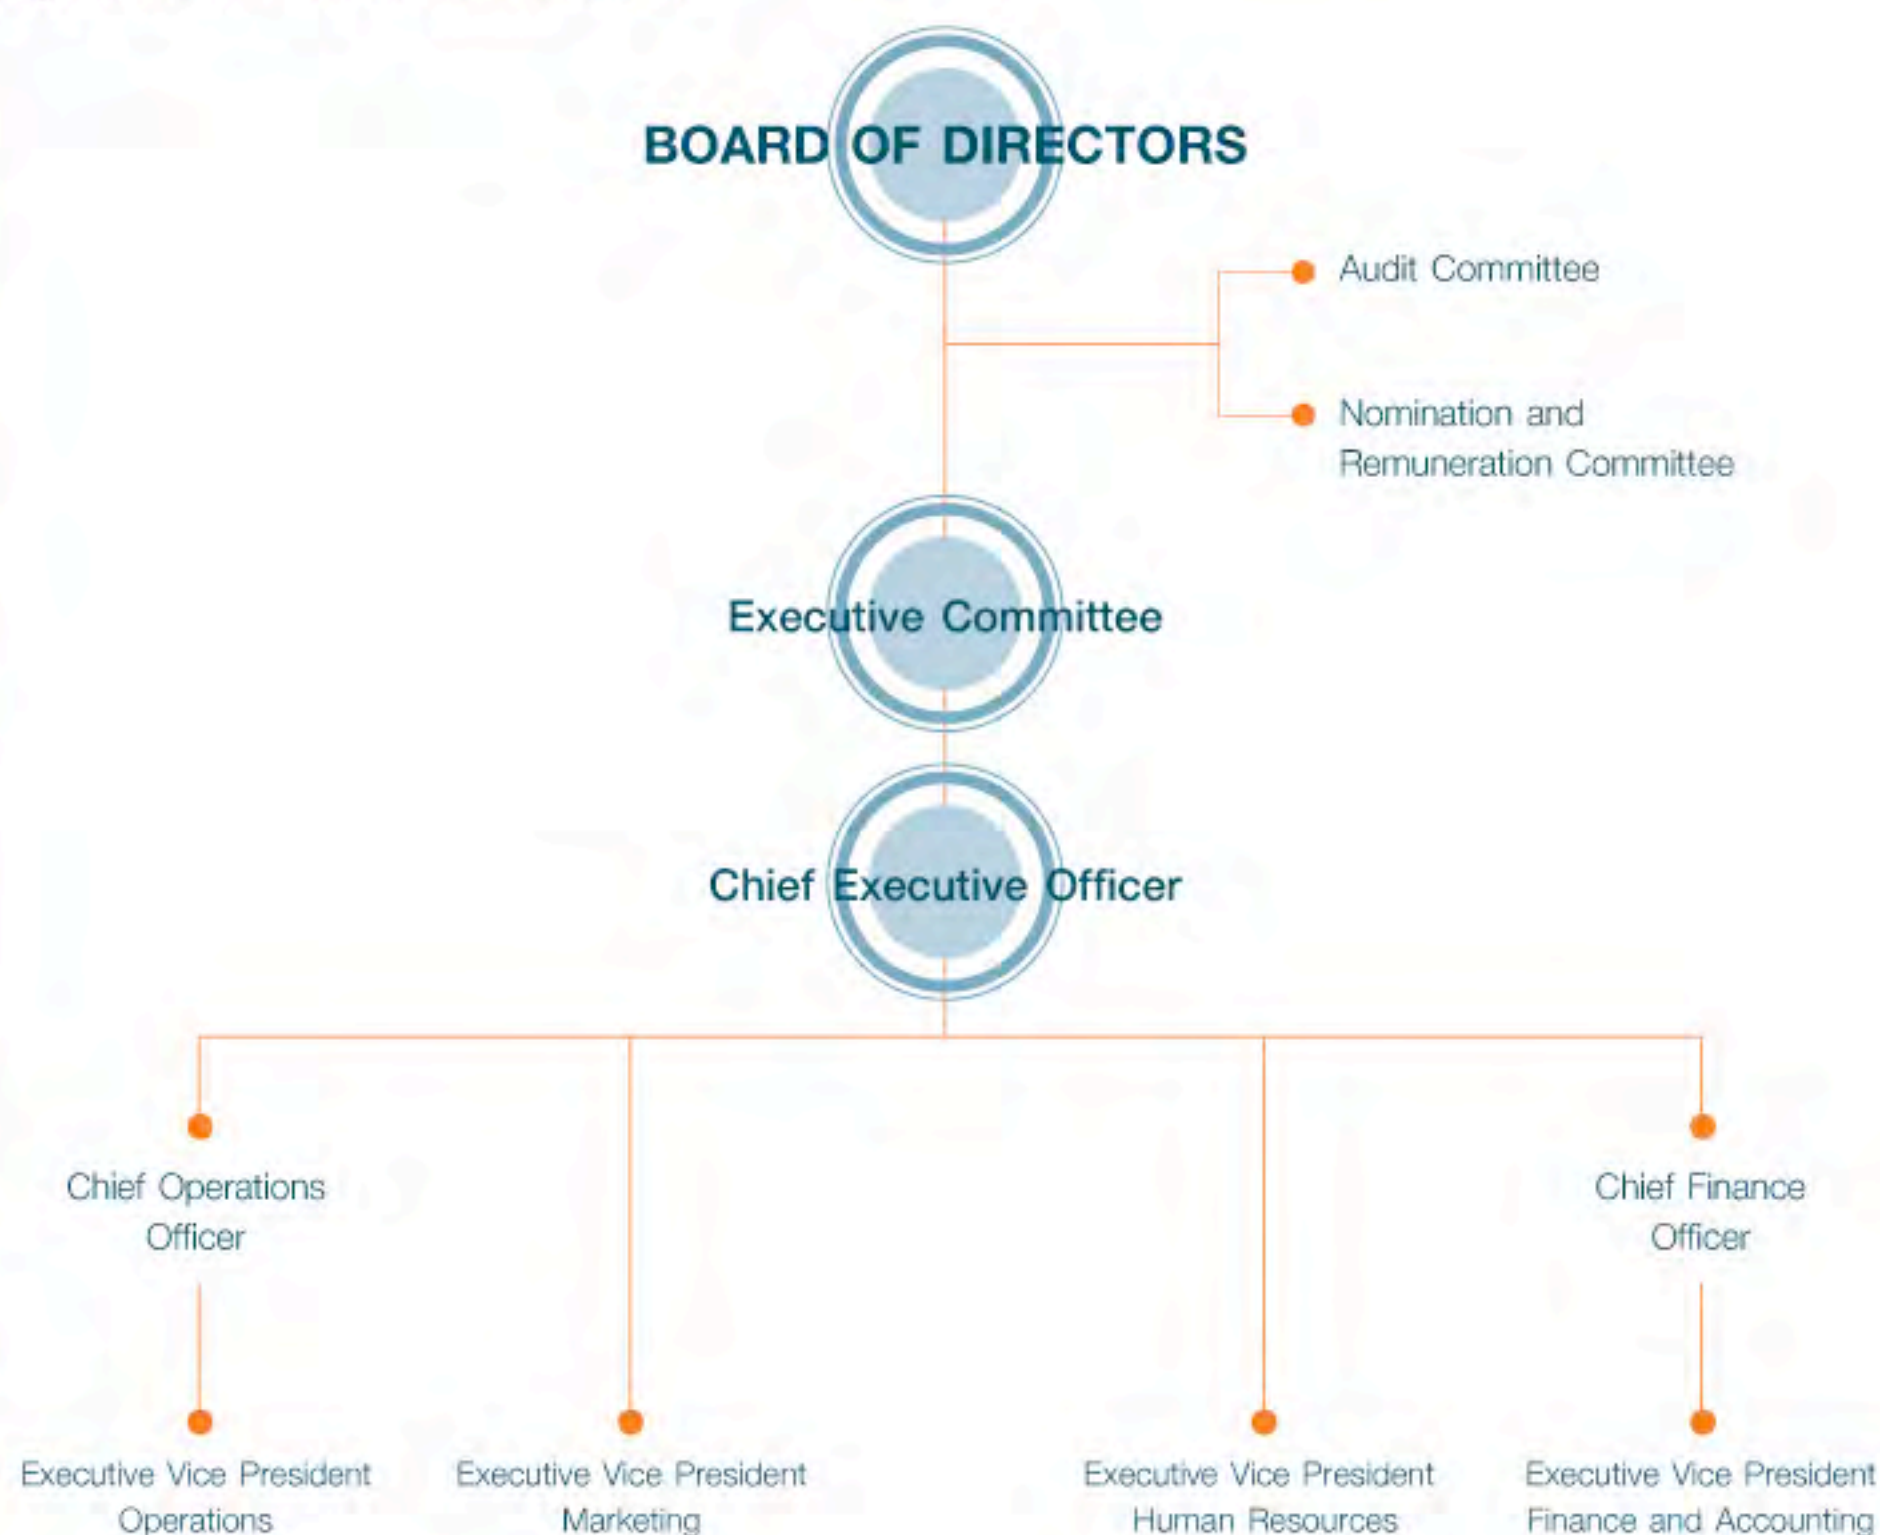 BOARD OF DIRECTORS
Audit Committee
Nomination and
Remuneration Committee
Executive Committee
Chief Executive Officer
Chief Operations
Officer
Chief Finance
Officer
Executive Vice President
Operations
Executive Vice President
Marketing
Executive Vice President
Human Resources
Executive Vice President
Finance and Accounting